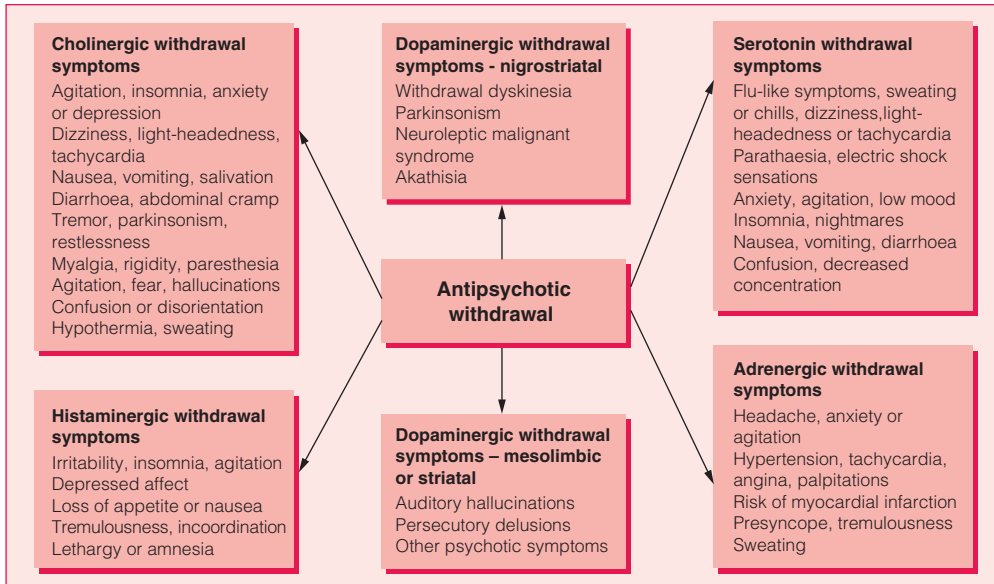 Cholinergic withdrawal
symptoms
Agitation, insomnia, anxiety
or depression
Dizziness, light-headedness,
tachycardia
Nausea, vomiting, salivation
Diarrhoea, abdominal cramp
Tremor, parkinsonism,
restlessness
Myalgia, rigidity, paresthesia
Agitation, fear, hallucinations
Confusion or disorientation
Hypothermia, sweating
Dopaminergic withdrawal
symptoms - nigrostriatal
Withdrawal dyskinesia
Parkinsonism
Neuroleptic malignant
syndrome
Akathisia
Serotonin withdrawal
symptoms
Flu-like symptoms, sweating
or chills, dizziness,light-
headedness or tachycardia
Parathaesia, electric shock
sensations
Anxiety, agitation, low mood
Insomnia, nightmares
Nausea, vomiting, diarrhoea
Confusion, decreased
concentration
Antipsychotic
withdrawal
Histaminergic withdrawal
symptoms
Irritability, insomnia, agitation
Depressed affect
Loss of appetite or nausea
Tremulousness, incoordination
Lethargy or amnesia
Dopaminergic withdrawal
symptoms – mesolimbic
or striatal
Auditory hallucinations
Persecutory delusions
Other psychotic symptoms
Adrenergic withdrawal
symptoms
Headache, anxiety or
agitation
Hypertension, tachycardia,
angina, palpitations
Risk of myocardial infarction
Presyncope, tremulousness
Sweating